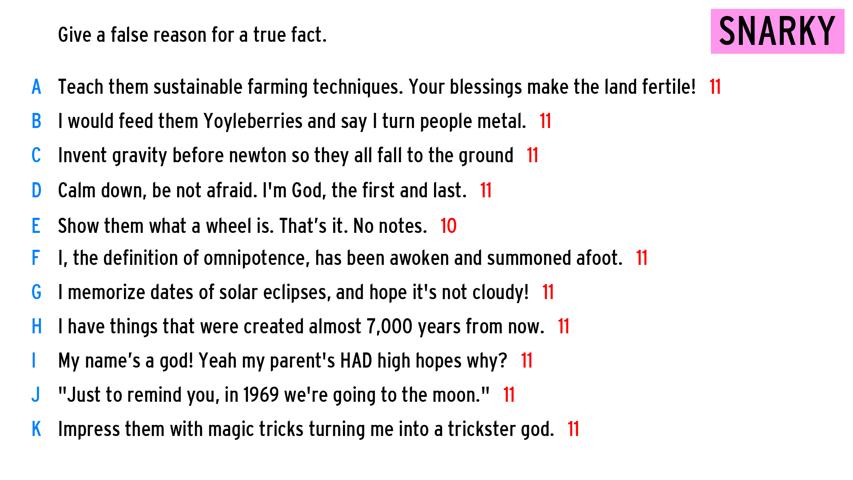 Give a false reason for a true fact.
SNARKY
A Teach them sustainable farming techniques. Your blessings make the land fertile! 11
B I would feed them Yoyleberries and say I turn people metal. 11
C Invent gravity before newton so they all fall to the ground 11
D Calm down, be not afraid. I'm God, the first and last. 11
E Show them what a wheel is. That’s it. No notes. 10
F I, the definition of omnipotence, has been awoken and summoned afoot. 11
G I memorize dates of solar eclipses, and hope it's not cloudy! 11
H I have things that were created almost 7,000 years from now. 11
I My name’s a god! Yeah my parent's HAD high hopes why? 11
J "Just to remind you, in 1969 we're going to the moon." 11
K Impress them with magic tricks turning me into a trickster god. 11